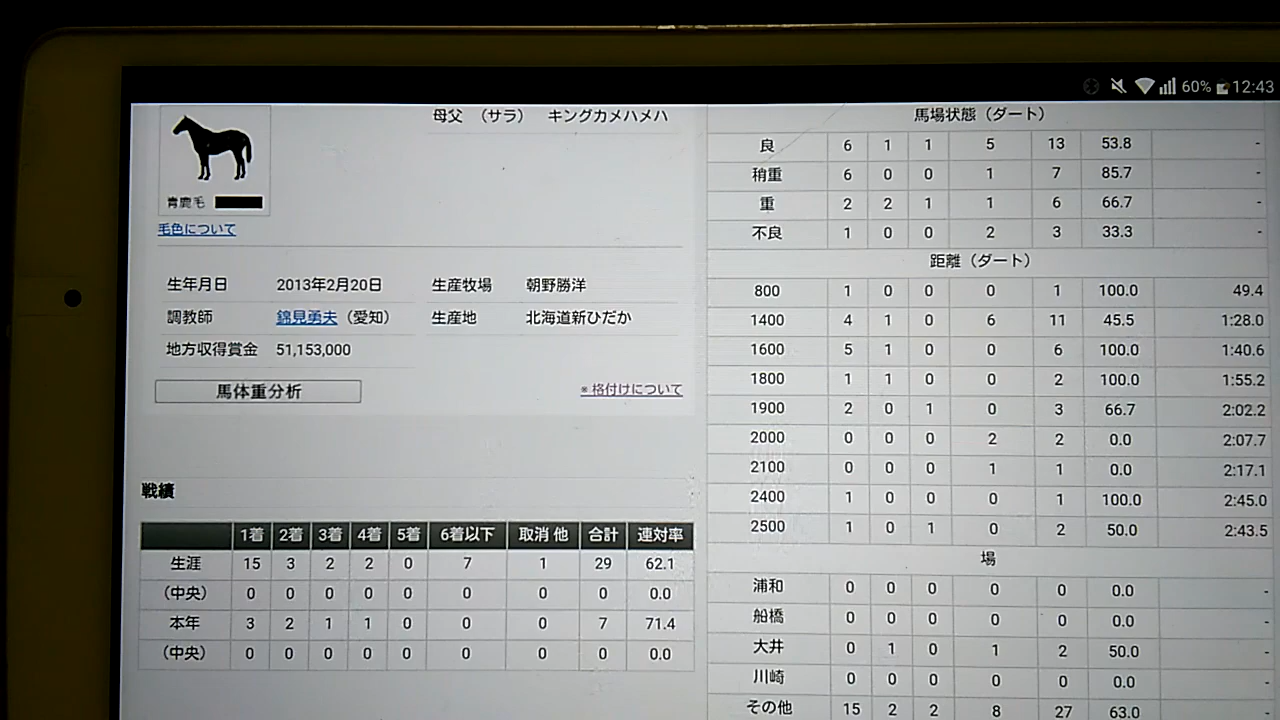 60% 12:43
母父 （サラ） キングカメハメハ
青鹿毛
毛色について
生年月日 2013年2月20日 生産牧場 朝野勝洋
調教師 錦見勇夫（愛知） 生産地 北海道新ひだか
地方収得賞金 51,153,000
馬体重分析 ※格付けについて
戦績
1着 2着 3着 4着 5着 6着以下 取消 他 合計 連対率
生涯 15 3 2 2 0 7 1 29 62.1
（中央） 0 0 0 0 0 0 0 0 0.0
本年 3 2 1 1 0 0 0 7 71.4
（中央） 0 0 0 0 0 0 0 0 0.0
馬場状態（ダート）
良 6 1 1 5 13 53.8 -
稍重 6 0 0 1 7 85.7 -
重 2 2 1 1 6 66.7 -
不良 1 0 0 2 3 33.3 -
距離（ダート）
800 1 0 0 0 1 100.0 49.4
1400 4 1 0 6 11 45.5 1:28.0
1600 5 1 0 0 6 100.0 1:40.6
1800 1 1 0 0 2 100.0 1:55.2
1900 2 0 1 0 3 66.7 2:02.2
2000 0 0 0 2 2 0.0 2:07.7
2100 0 0 0 1 1 0.0 2:17.1
2400 1 0 0 0 1 100.0 2:45.0
2500 1 0 1 0 2 50.0 2:43.5
場
浦和 0 0 0 0 0 0.0 -
船橋 0 0 0 0 0 0.0 -
大井 0 1 0 1 2 50.0 -
川崎 0 0 0 0 0 0.0 -
その他 15 2 2 8 27 63.0 -